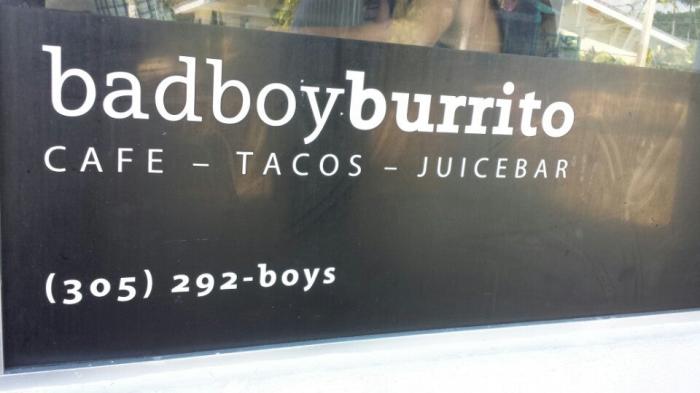 badboyburrito
CAFE – TACOS – JUICEBAR
(305) 292-boys